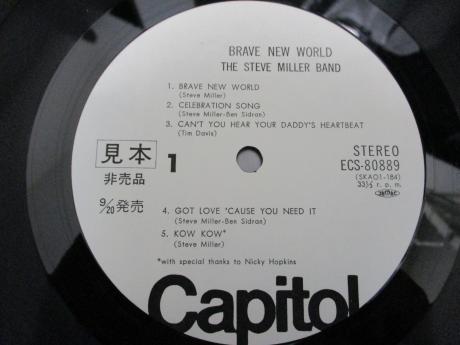 BRAVE NEW WORLD
THE STEVE MILLER BAND
1. BRAVE NEW WORLD
(Steve Miller)
2. CELEBRATION SONG
(Steve Miller-Ben Sidran)
3. CAN'T YOU HEAR YOUR DADDY'S HEARTBEAT
(Tim Davis)
見本
非売品
9/20発売
1
STEREO
ECS-80889
(SKAO1-184)
33⅓ r. p. m.
4. GOT LOVE 'CAUSE YOU NEED IT
(Steve Miller-Ben Sidran)
5. KOW KOW*
(Steve Miller)
*with special thanks to Nicky Hopkins
Capitol